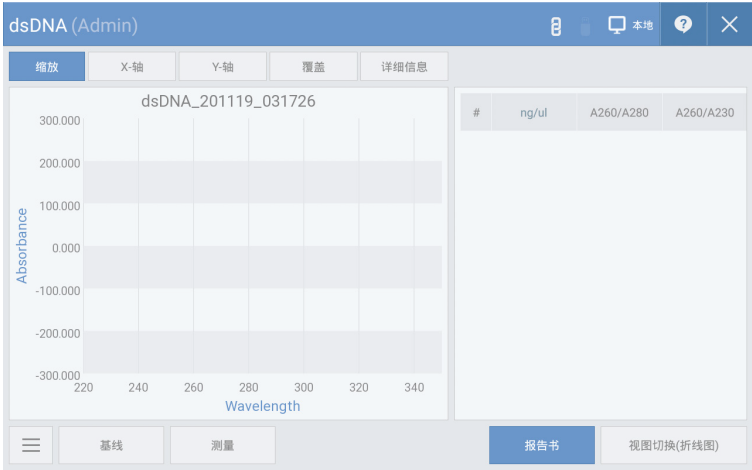 dsDNA (Admin)
本地
?
缩放
X-轴
Y-轴
覆盖
详细信息
dsDNA_201119_031726
300.000
200.000
100.000
0.000
-100.000
-200.000
-300.000
Absorbance
220 240 260 280 300 320 340
Wavelength
# ng/ul A260/A280 A260/A230
基线
测量
报告书
视图切换(折线图)